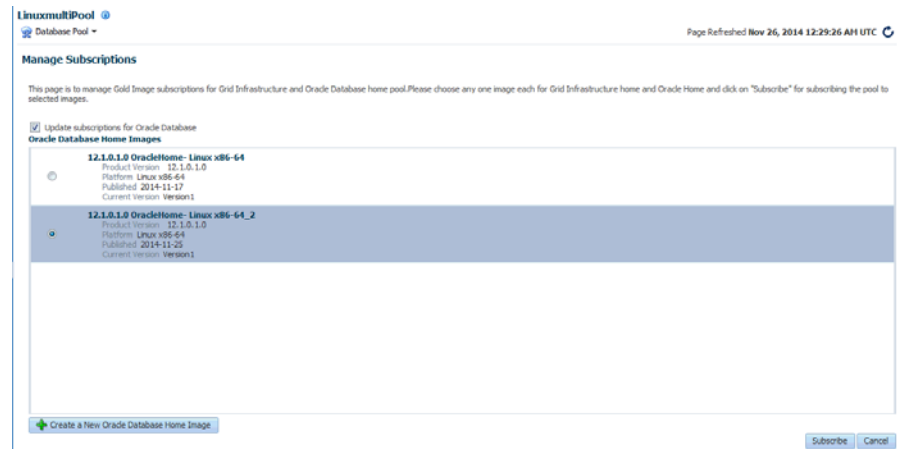 LinuxmultiPool
Database Pool
Page Refreshed Nov 26, 2014 12:29:26 AM UTC
Manage Subscriptions
This page is to manage Gold Image subscriptions for Grid Infrastructure and Oracle Database home pool.Please choose any one image each for Grid Infrastructure home and Oracle Home and click on "Subscribe" for subscribing the pool to
selected images.
Update subscriptions for Oracle Database
Oracle Database Home Images
12.1.0.1.0 OracleHome- Linux x86-64
Product Version 12.1.0.1.0
Platform Linux x86-64
Published 2014-11-17
Current Version Version1
12.1.0.1.0 OracleHome- Linux x86-64_2
Product Version 12.1.0.1.0
Platform Linux x86-64
Published 2014-11-25
Current Version Version1
Create a New Oracle Database Home Image
Subscribe Cancel